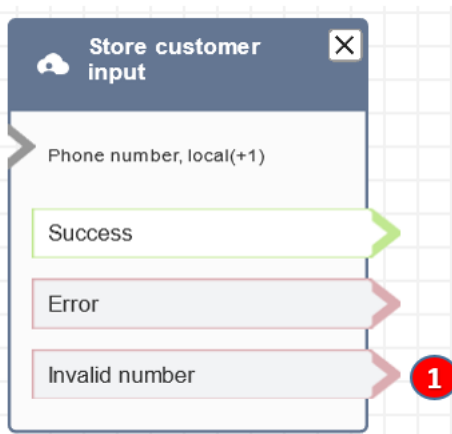 Store customer
input
Phone number, local(+1)
Success
Error
Invalid number
1